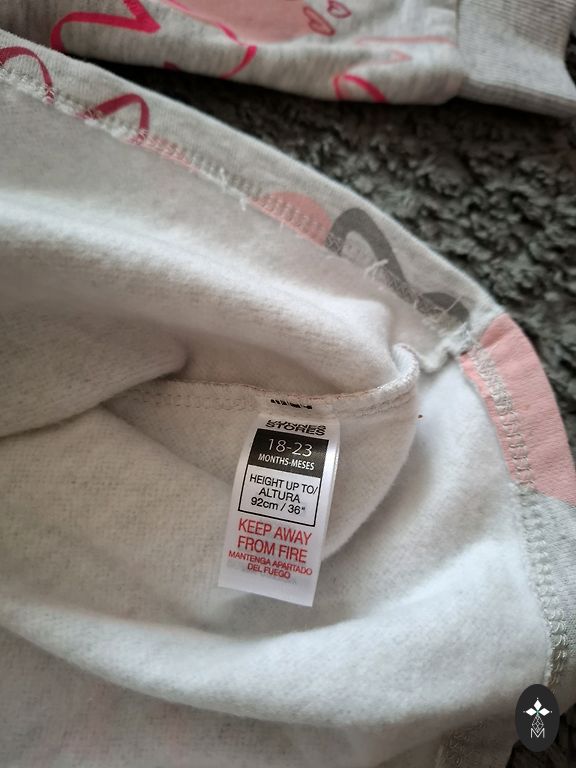 DUNNES
STORES
18-23
MONTHS-MESES
HEIGHT UP TO/
ALTURA
92cm / 36"
KEEP AWAY
FROM FIRE
MANTENGA APARTADO
DEL FUEGO
M